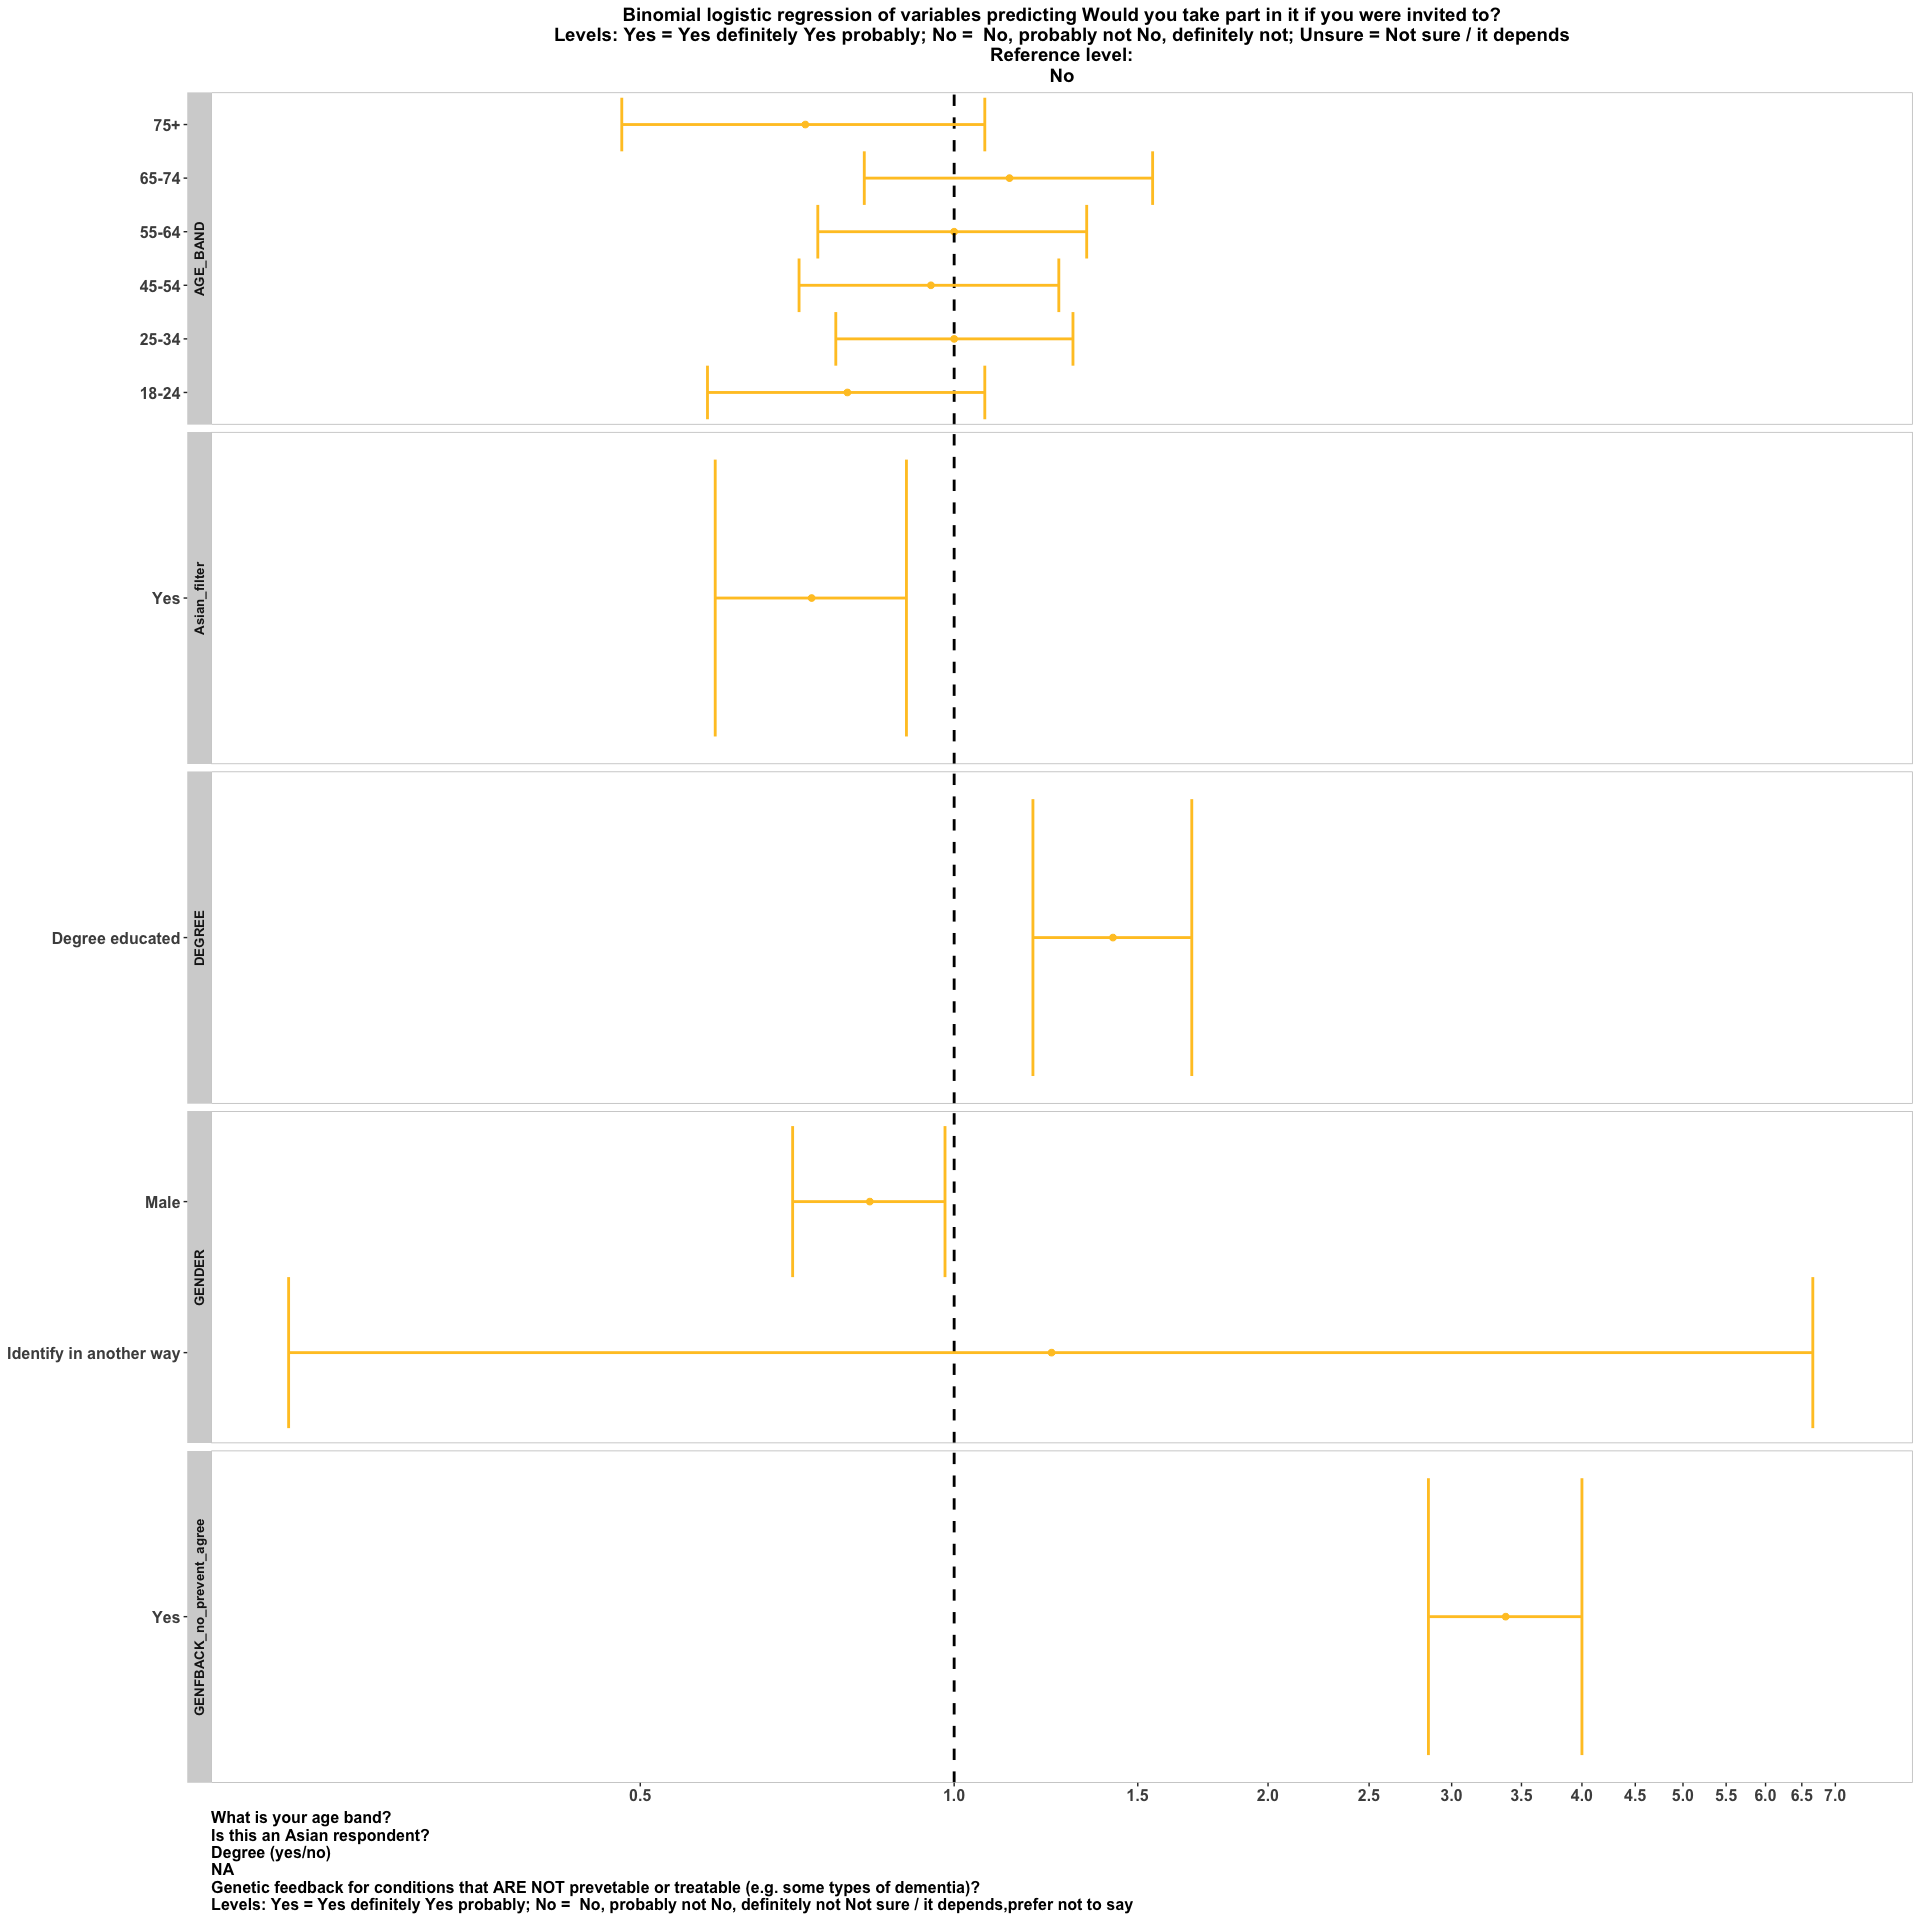 Binomial logistic regression of variables predicting Would you take part in it if you were invited to?
Levels: Yes = Yes definitely Yes probably; No =  No, probably not No, definitely not; Unsure = Not sure / it depends
Reference level:
No
AGE_BAND
75+
65-74
55-64
45-54
25-34
18-24
Asian_filter
Yes
DEGREE
Degree educated
GENDER
Male
Identify in another way
GENFBACK_no_prevent_agree
Yes
0.5 1.0 1.5 2.0 2.5 3.0 3.5 4.0 4.5 5.0 5.5 6.0 6.5 7.0
What is your age band?
Is this an Asian respondent?
Degree (yes/no)
NA
Genetic feedback for conditions that ARE NOT prevetable or treatable (e.g. some types of dementia)?
Levels: Yes = Yes definitely Yes probably; No =  No, probably not No, definitely not Not sure / it depends,prefer not to say